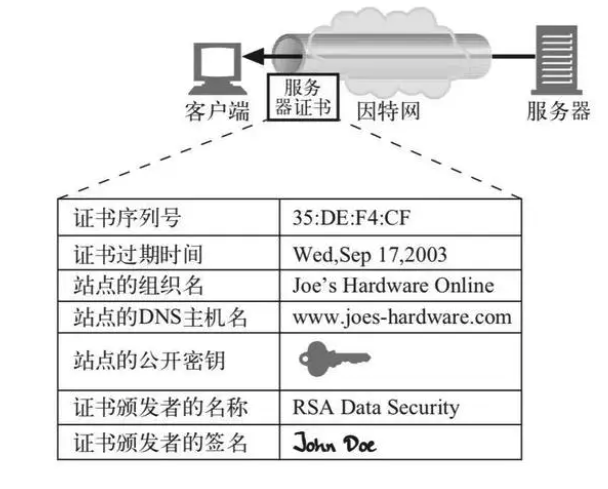 服务
器证书
客户端
因特网
服务器
证书序列号 35:DE:F4:CF
证书过期时间 Wed,Sep 17,2003
站点的组织名 Joe's Hardware Online
站点的DNS主机名 www.joes-hardware.com
站点的公开密钥
证书颁发者的名称 RSA Data Security
证书颁发者的签名 John Doe